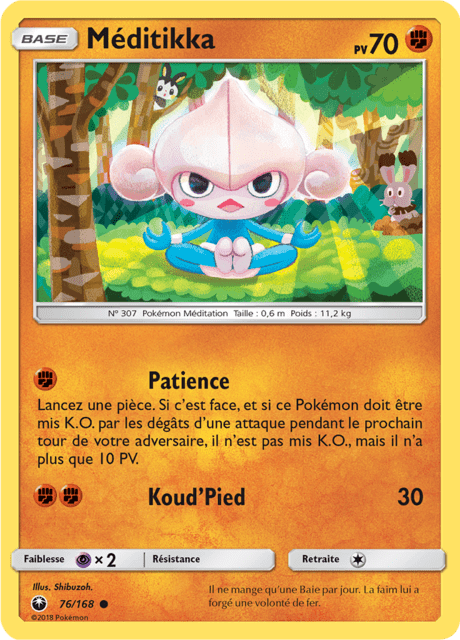 BASE Méditikka PV70
N° 307 Pokémon Méditation Taille : 0,6 m Poids : 11,2 kg
Patience
Lancez une pièce. Si c'est face, et si ce Pokémon doit être
mis K.O. par les dégâts d'une attaque pendant le prochain
tour de votre adversaire, il n'est pas mis K.O., mais il n'a
plus que 10 PV.
Koud'Pied 30
Faiblesse × 2 Résistance Retraite
Illus. Shibuzoh.
76/168
©2018 Pokémon
Il ne mange qu'une Baie par jour. La faim lui a
forgé une volonté de fer.